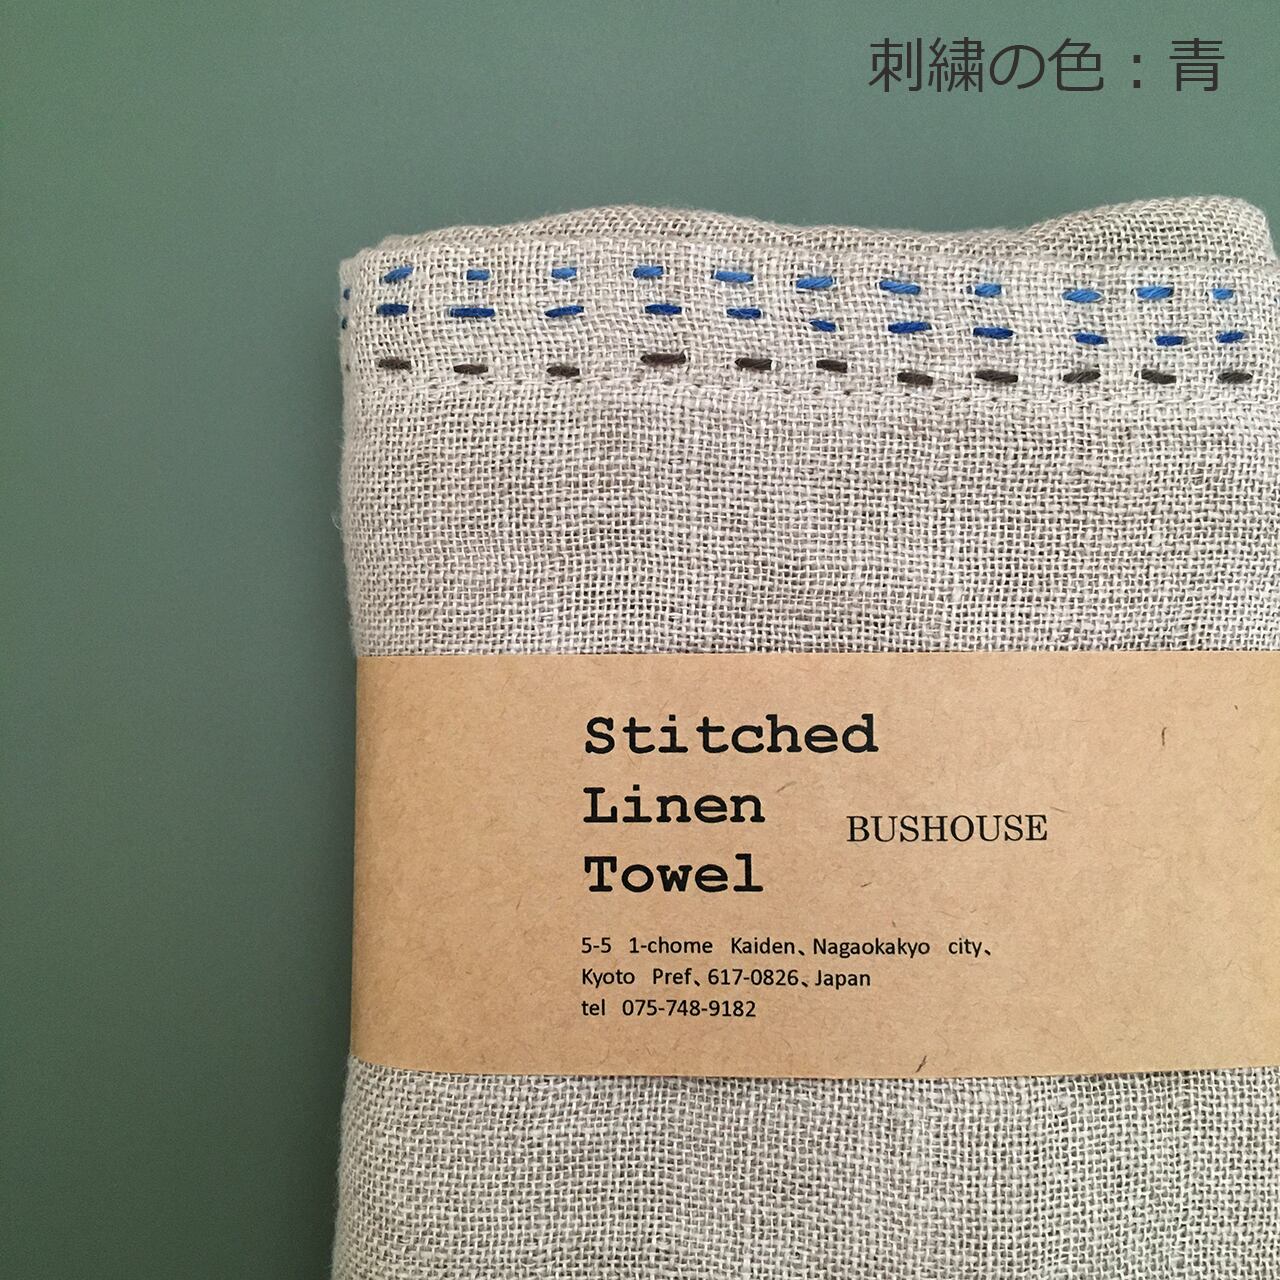 刺繍の色：青
Stitched
Linen
Towel
BUSHOUSE
5-5 1-chome Kaiden、Nagaokakyo city、
Kyoto Pref、617-0826、Japan
tel 075-748-9182